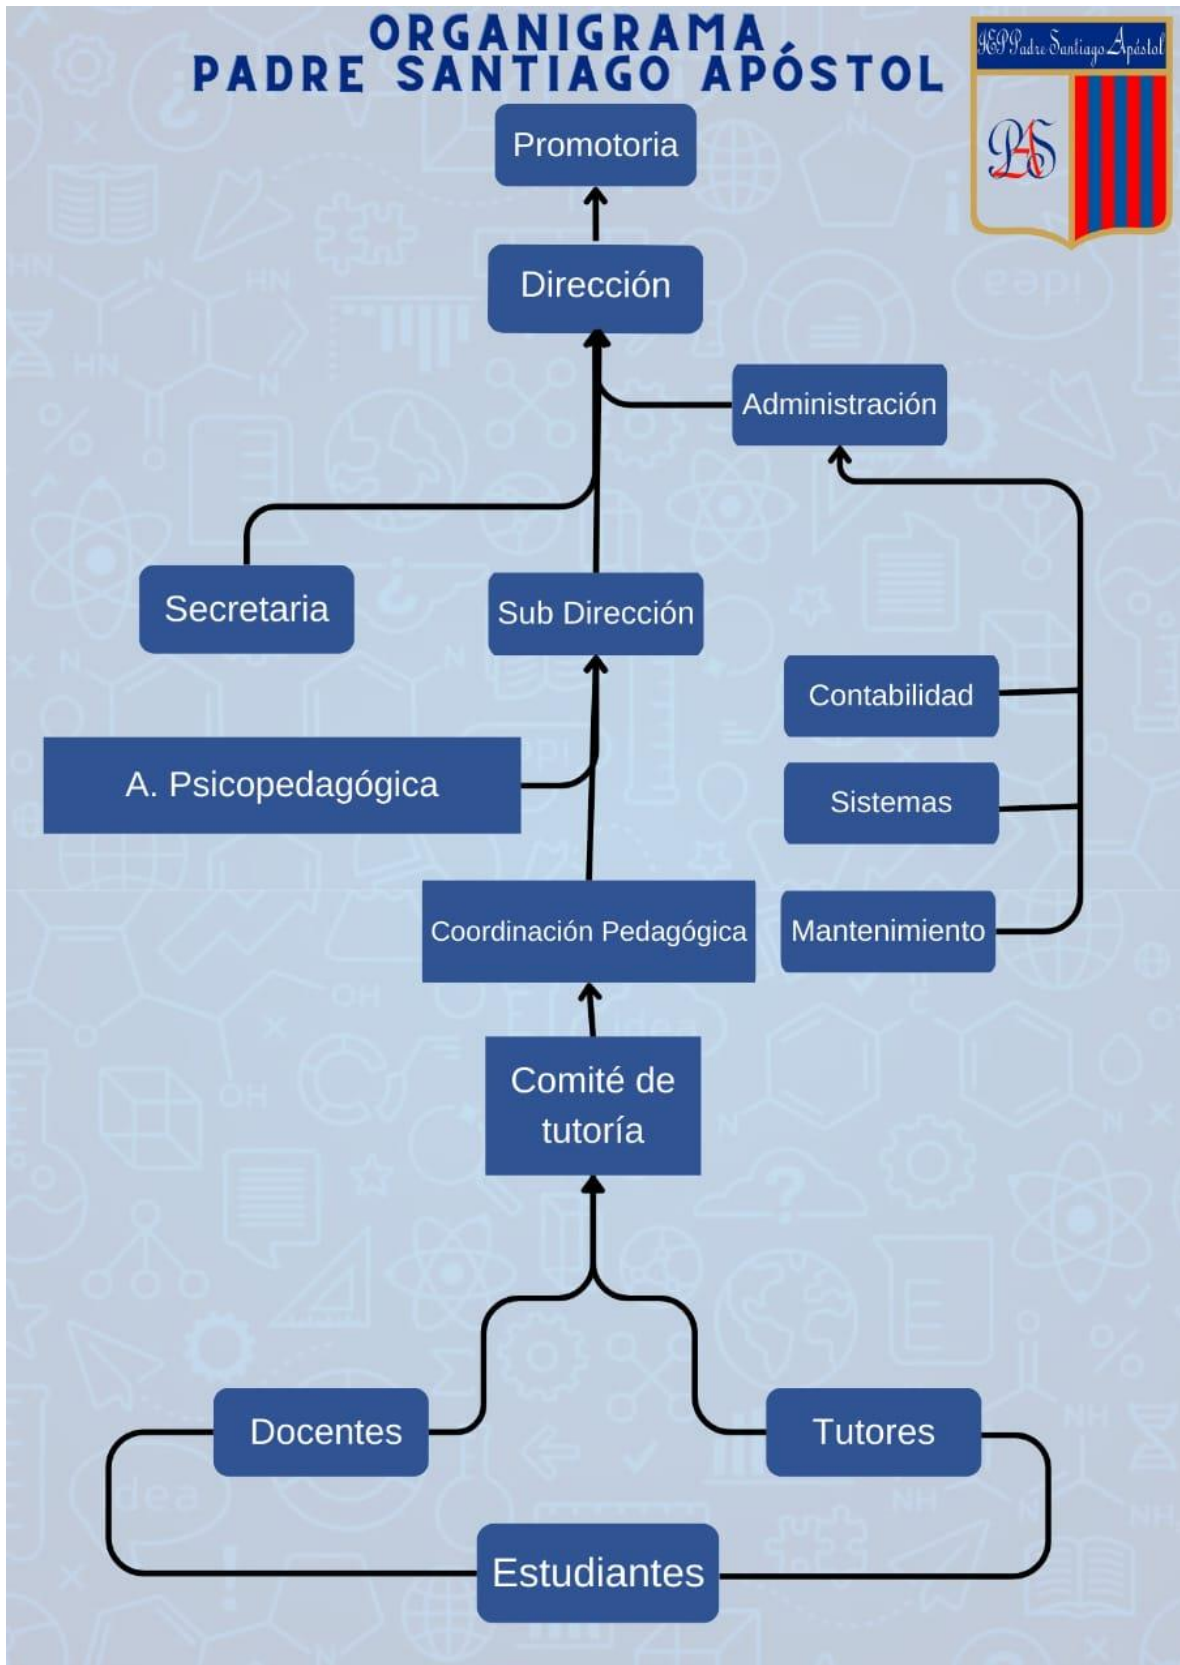 ORGANIGRAMA
PADRE SANTIAGO APÓSTOL
IEP Padre Santiago Apóstol
PAS
Promotoria
Dirección
Administración
Secretaria
Sub Dirección
Contabilidad
A. Psicopedagógica
Sistemas
Coordinación Pedagógica
Mantenimiento
Comité de
tutoría
Docentes
Tutores
Estudiantes